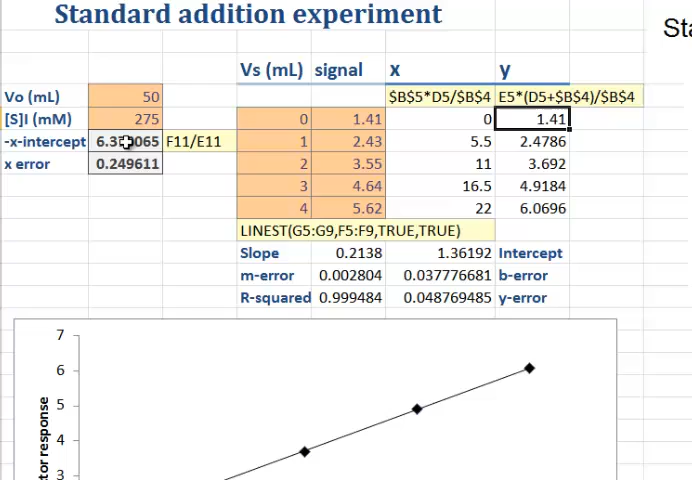 Standard addition experiment
Sta
Vs (mL) signal x y
Vo (mL) 50 $B$5*D5/$B$4 E5*(D5+$B$4)/$B$4
[S]I (mM) 275 0 1.41 0 1.41
-x-intercept F11/E11 1 2.43 5.5 2.4786
x error 0.249611 2 3.55 11 3.692
3 4.64 16.5 4.9184
4 5.62 22 6.0696
LINEST(G5:G9,F5:F9,TRUE,TRUE)
Slope 0.2138 1.36192 Intercept
m-error 0.002804 0.037776681 b-error
R-squared 0.999484 0.048769485 y-error
7
6
5
4
3
tor response